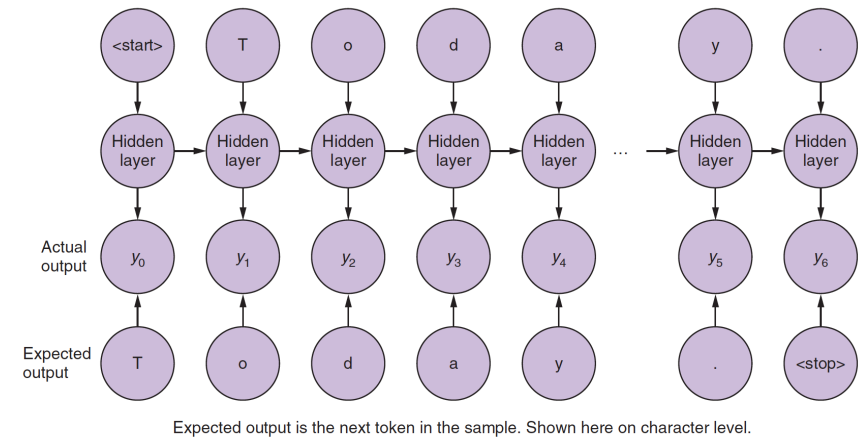 <start> T o d a y .
Hidden layer Hidden layer Hidden layer Hidden layer Hidden layer ... Hidden layer Hidden layer
Actual output y0 y1 y2 y3 y4 y5 y6
Expected output T o d a y . <stop>
Expected output is the next token in the sample. Shown here on character level.